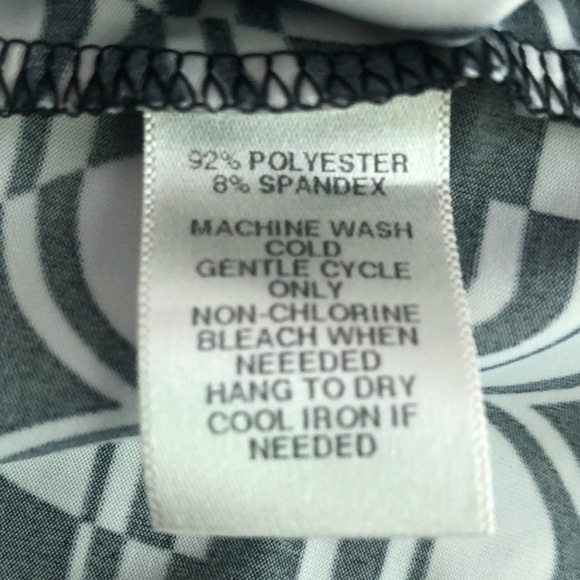 92% POLYESTER
8% SPANDEX
MACHINE WASH
COLD
GENTLE CYCLE
ONLY
NON-CHLORINE
BLEACH WHEN
NEEEDED
HANG TO DRY
COOL IRON IF
NEEDED